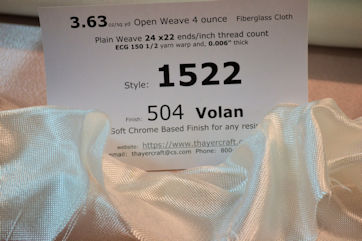 3.63 oz/sq yd Open Weave 4 ounce Fiberglass Cloth
Plain Weave 24 x22 ends/inch thread count
ECG 150 1/2 yarn warp and, 0.006" thick
Style: 1522
Finish: 504 Volan
Soft Chrome Based Finish for any resin
website: https://www.thayercraft.co
email: thayercraft@cs.com Phone: 800-